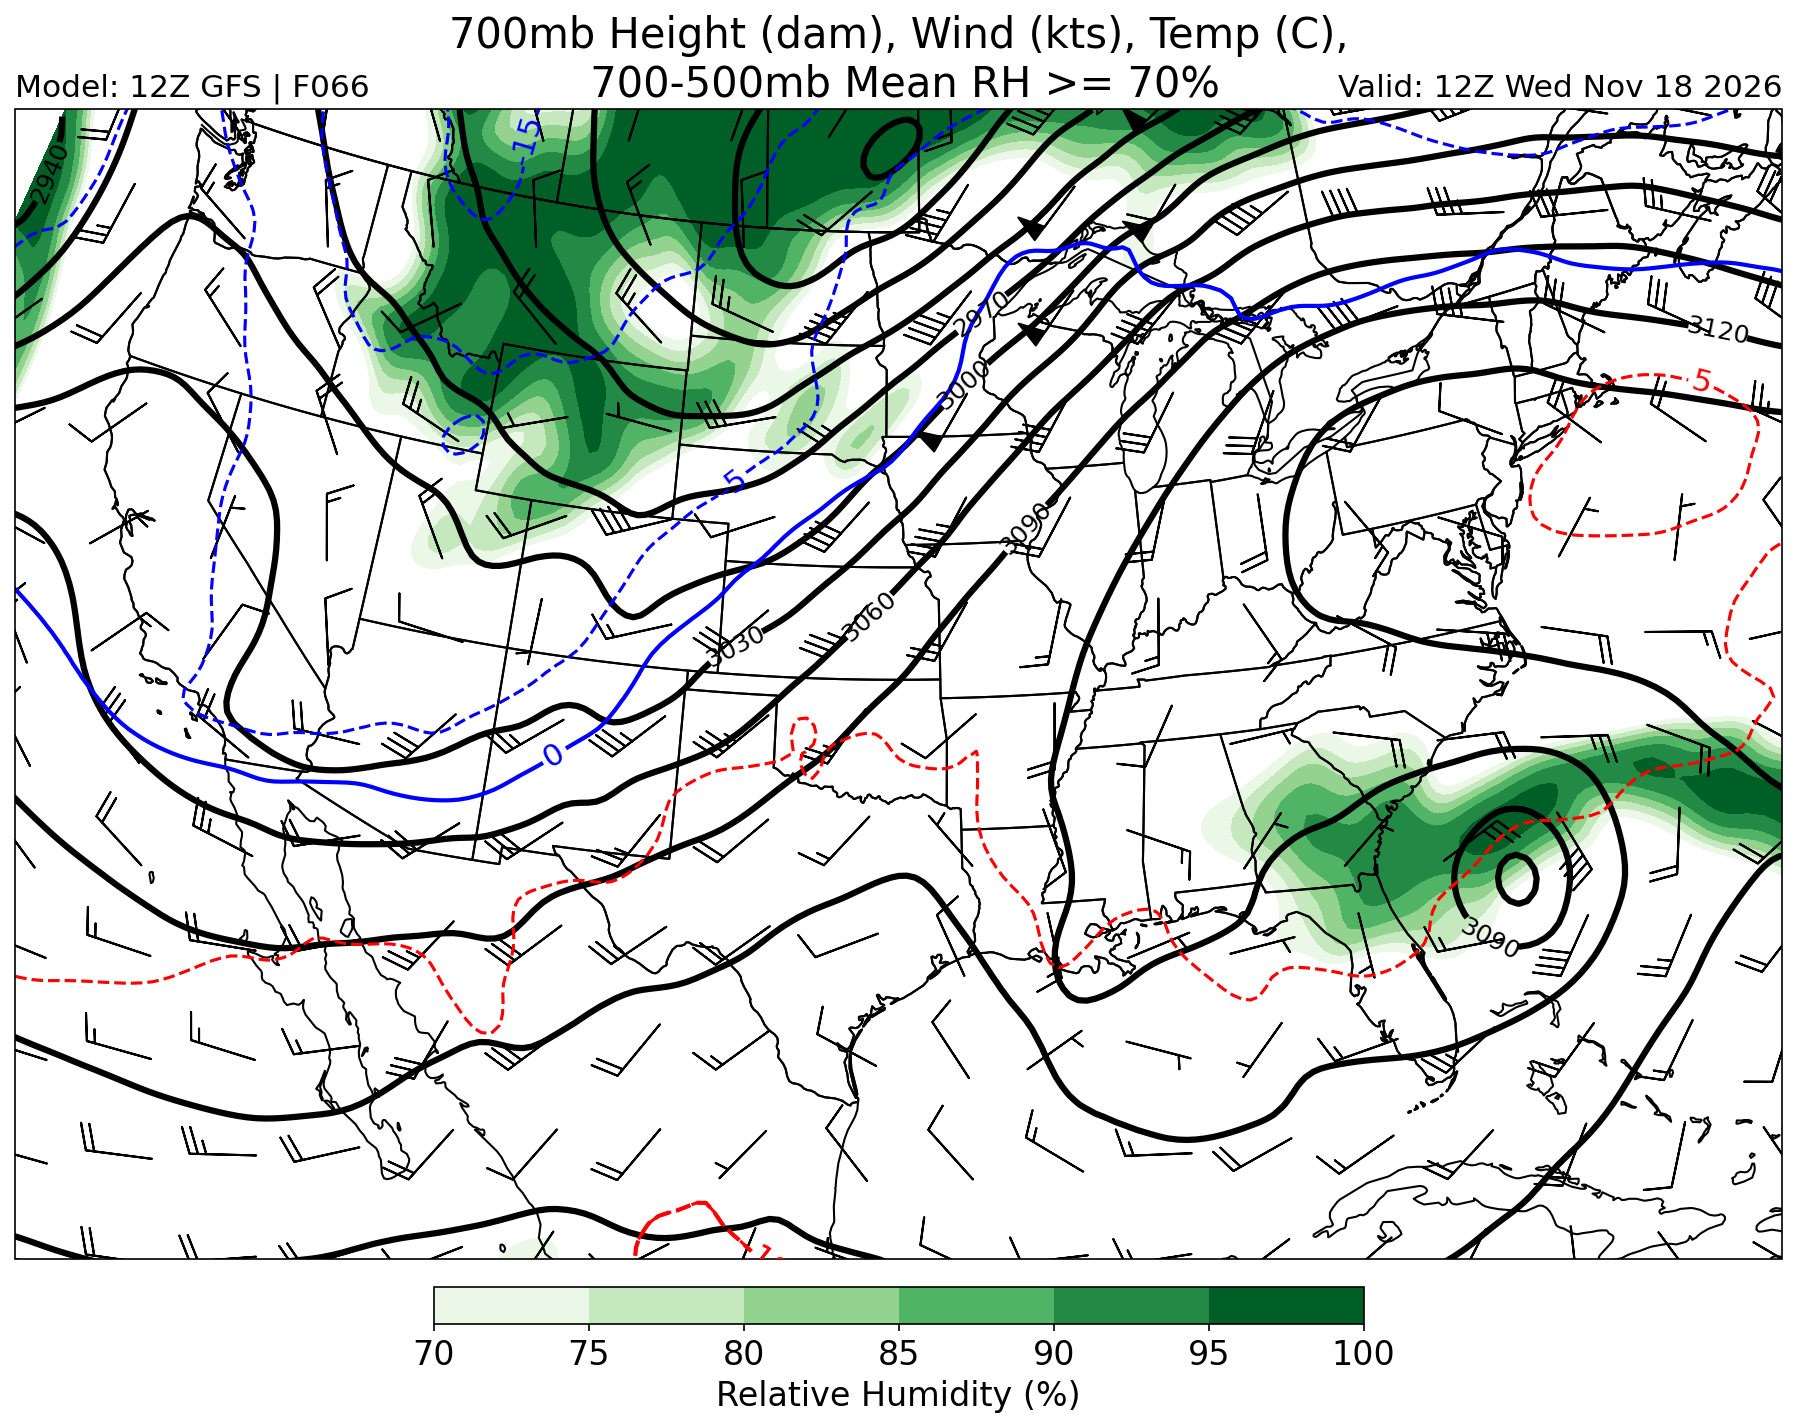 700mb Height (dam), Wind (kts), Temp (C),
Model: 12Z GFS | F066
700-500mb Mean RH >= 70%
Valid: 12Z Wed Nov 18 2026
2940
-15
2970
3120
3000
5
-5
3090
3060
3030
0
3090
70 75 80 85 90 95 100
Relative Humidity (%)